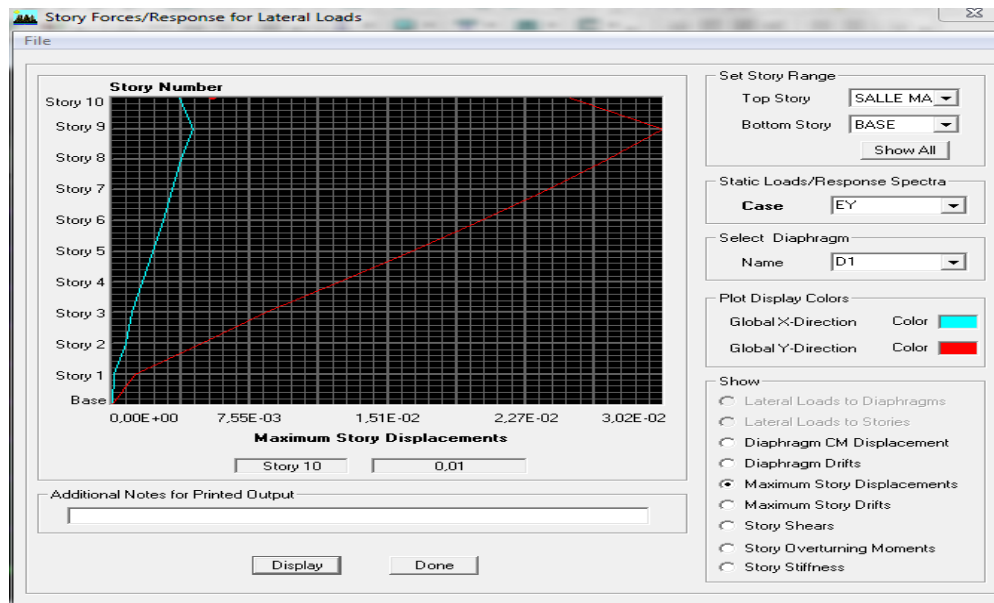 Story Forces/Response for Lateral Loads
File
Story Number
Story 10
Story 9
Story 8
Story 7
Story 6
Story 5
Story 4
Story 3
Story 2
Story 1
Base
0,00E+00 7,55E-03 1,51E-02 2,27E-02 3,02E-02
Maximum Story Displacements
Story 10 0,01
Additional Notes for Printed Output
Display Done
Set Story Range
Top Story SALLE MA
Bottom Story BASE
Show All
Static Loads/Response Spectra
Case EY
Select Diaphragm
Name D1
Plot Display Colors
Global X-Direction Color
Global Y-Direction Color
Show
Lateral Loads to Diaphragms
Lateral Loads to Stories
Diaphragm CM Displacement
Diaphragm Drifts
Maximum Story Displacements
Maximum Story Drifts
Story Shears
Story Overturning Moments
Story Stiffness